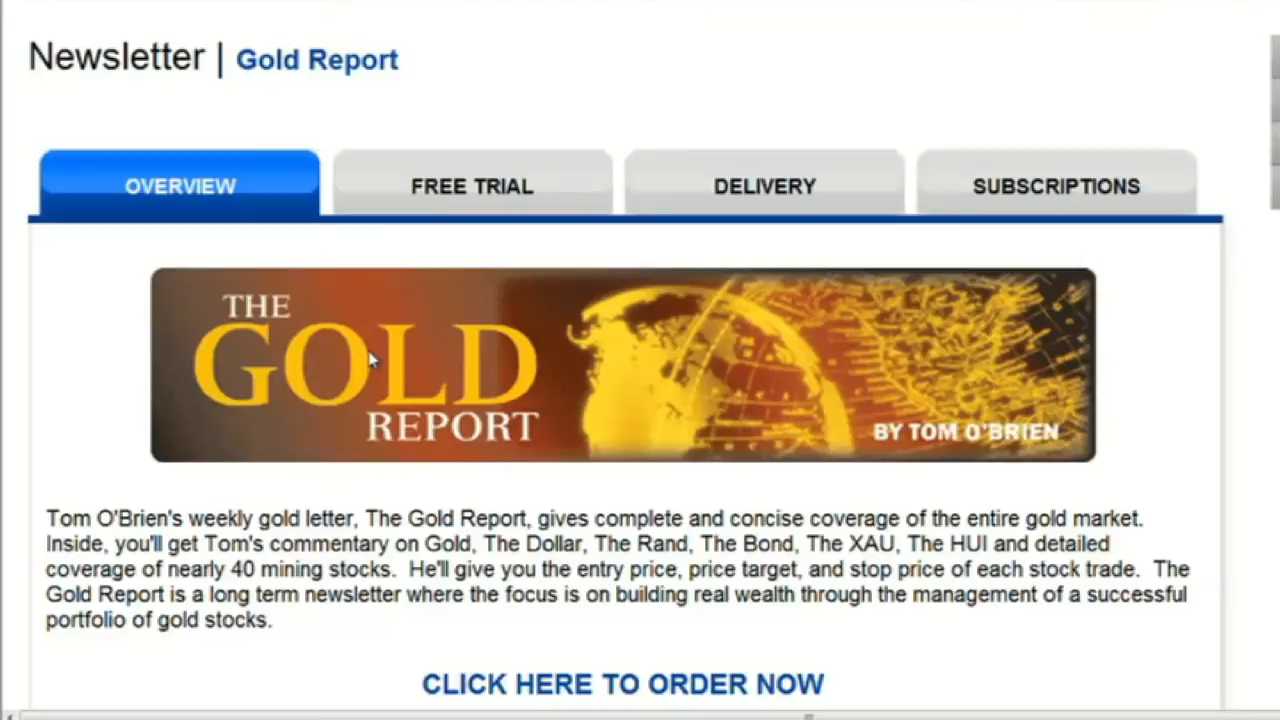 Newsletter | Gold Report
OVERVIEW
FREE TRIAL
DELIVERY
SUBSCRIPTIONS
THE
GOLD
REPORT
BY TOM O'BRIEN
Tom O'Brien's weekly gold letter, The Gold Report, gives complete and concise coverage of the entire gold market.
Inside, you'll get Tom's commentary on Gold, The Dollar, The Rand, The Bond, The XAU, The HUI and detailed
coverage of nearly 40 mining stocks.  He'll give you the entry price, price target, and stop price of each stock trade.  The
Gold Report is a long term newsletter where the focus is on building real wealth through the management of a successful
portfolio of gold stocks.
CLICK HERE TO ORDER NOW